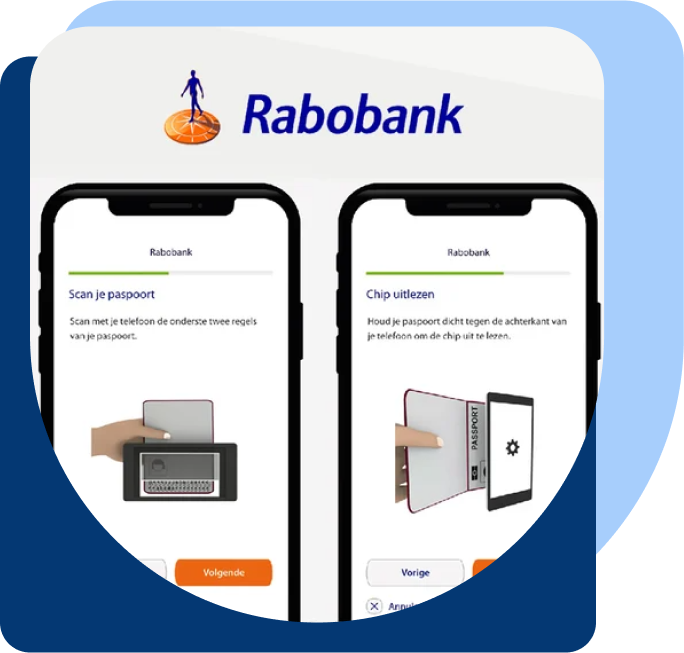 Rabobank
Rabobank
Scan je paspoort
Scan met je telefoon de onderste twee regels
van je paspoort.
Volgende
Rabobank
Chip uitlezen
Houd je paspoort dicht tegen de achterkant van
je telefoon om de chip uit te lezen.
PASSPORT
Vorige